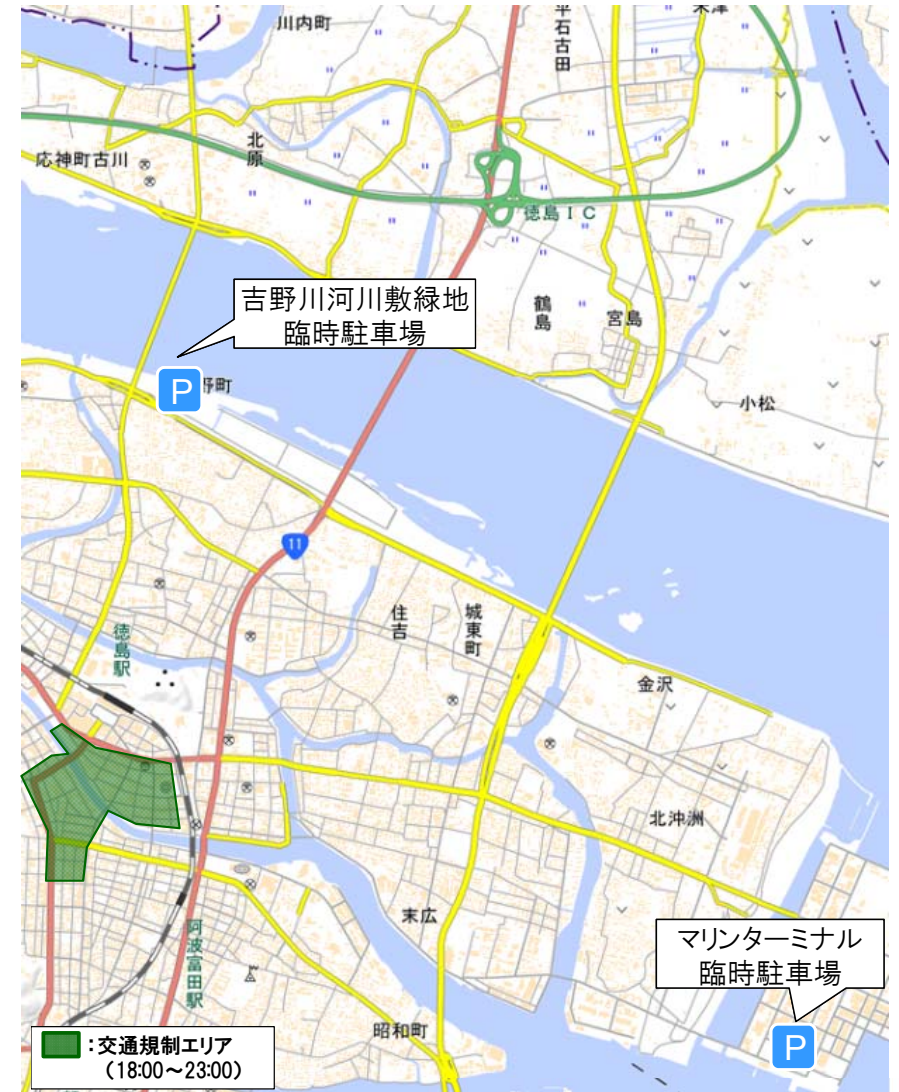 川内町
平石古田
米津
応神町古川
北原
徳島IC
吉野川河川敷緑地
臨時駐車場
鶴島
宮島
P
野町
小松
11
住吉
城東町
徳島駅
金沢
北沖洲
末広
マリンターミナル
臨時駐車場
阿波富田駅
昭和町
P
:交通規制エリア
(18:00~23:00)